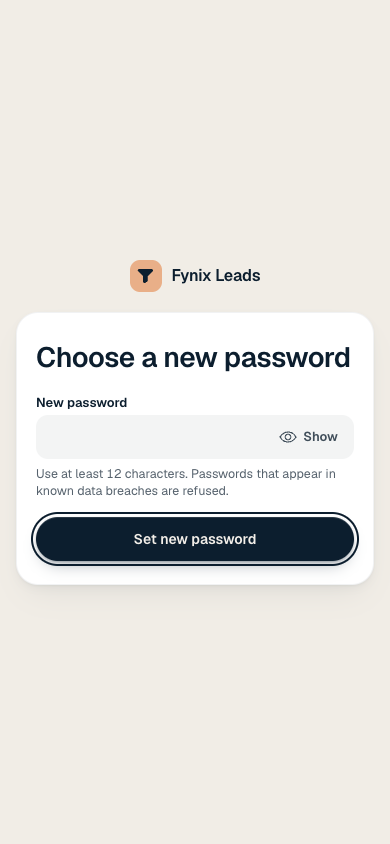 Fynix Leads
Choose a new password
New password
Show
Use at least 12 characters. Passwords that appear in
known data breaches are refused.
Set new password